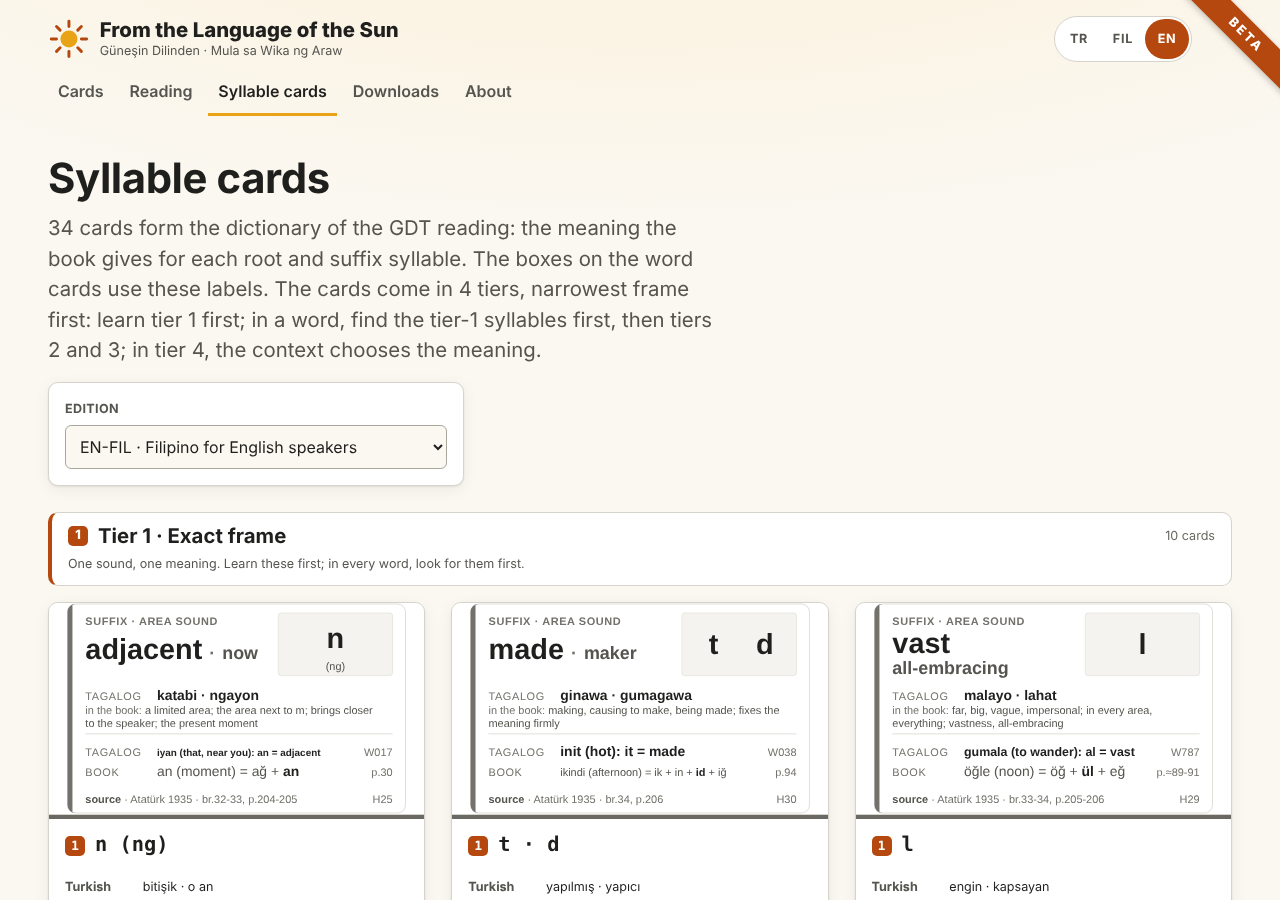 From the Language of the Sun
Güneşin Dilinden · Mula sa Wika ng Araw
TR FIL EN
BETA
Cards Reading Syllable cards Downloads About
Syllable cards
34 cards form the dictionary of the GDT reading: the meaning the
book gives for each root and suffix syllable. The boxes on the word
cards use these labels. The cards come in 4 tiers, narrowest frame
first: learn tier 1 first; in a word, find the tier-1 syllables first, then tiers
2 and 3; in tier 4, the context chooses the meaning.
EDITION
EN-FIL · Filipino for English speakers
1 Tier 1 · Exact frame 10 cards
One sound, one meaning. Learn these first; in every word, look for them first.
SUFFIX · AREA SOUND
adjacent · now
n
(ng)
TAGALOG katabi · ngayon
in the book: a limited area; the area next to m; brings closer
to the speaker; the present moment
TAGALOG iyan (that, near you): an = adjacent W017
BOOK an (moment) = ağ + an p.30
source · Atatürk 1935 · br.32-33, p.204-205 H25
1 n (ng)
Turkish bitişik · o an
SUFFIX · AREA SOUND
made · maker
t d
TAGALOG ginawa · gumagawa
in the book: making, causing to make, being made; fixes the
meaning firmly
TAGALOG init (hot): it = made W038
BOOK ikindi (afternoon) = ik + in + id + iğ p.94
source · Atatürk 1935 · br.34, p.206 H30
1 t · d
Turkish yapılmış · yapıcı
SUFFIX · AREA SOUND
vast
all-embracing
l
TAGALOG malayo · lahat
in the book: far, big, vague, impersonal; in every area,
everything; vastness, all-embracing
TAGALOG gumala (to wander): al = vast W787
BOOK öğle (noon) = öğ + ül + eğ p.≈89-91
source · Atatürk 1935 · br.33-34, p.205-206 H29
1 l
Turkish engin · kapsayan